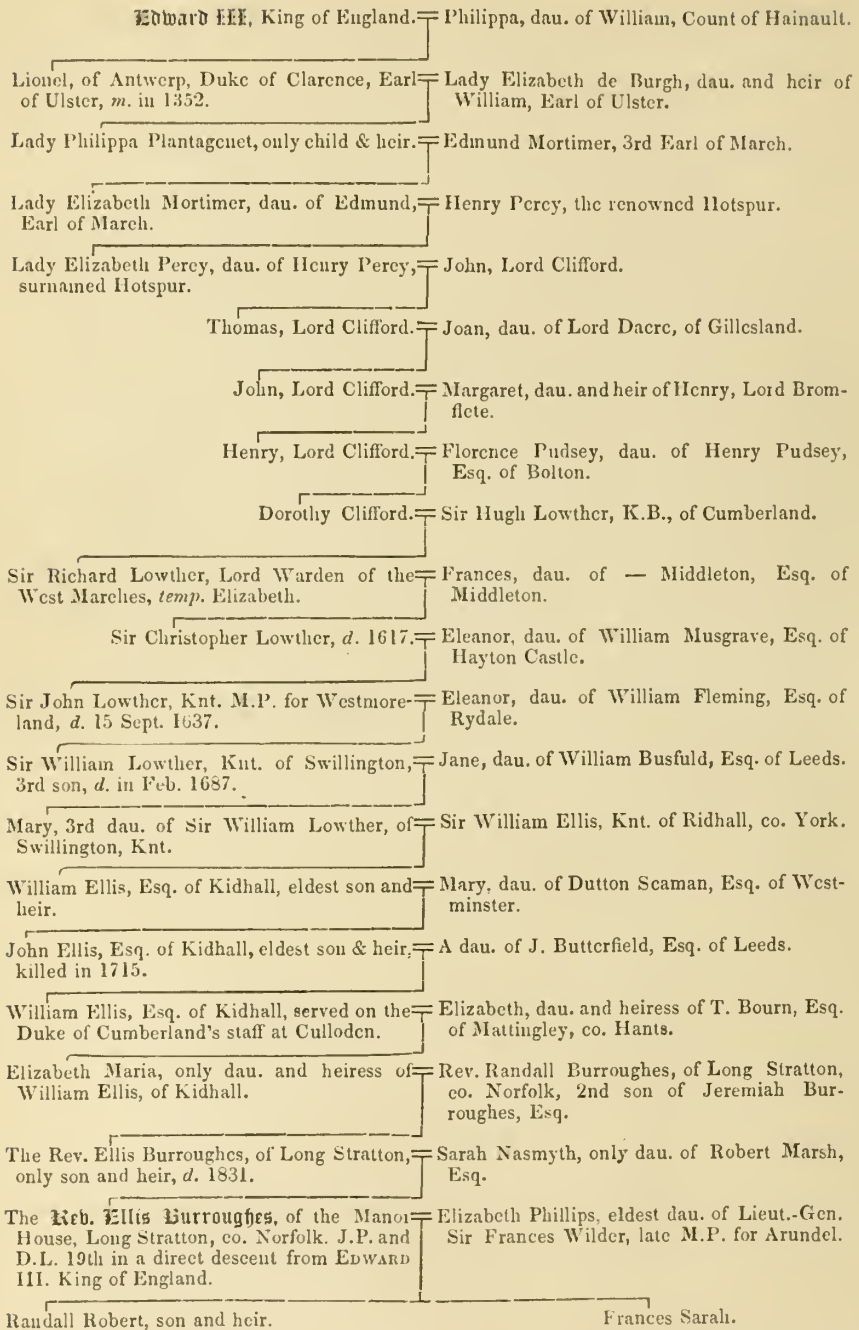 Edward III, King of England. Philippa, dau. of William, Count of Hainault.
Lionel, of Antwerp, Duke of Clarence, Earl of Ulster, m. in 1352.
Lady Elizabeth de Burgh, dau. and heir of William, Earl of Ulster.
Lady Philippa Plantagenet, only child & heir. Edmund Mortimer, 3rd Earl of March.
Lady Elizabeth Mortimer, dau. of Edmund, Earl of March.
Henry Percy, the renowned Hotspur.
Lady Elizabeth Percy, dau. of Henry Percy, surnamed Hotspur.
John, Lord Clifford.
Thomas, Lord Clifford. Joan, dau. of Lord Dacre, of Gillesland.
John, Lord Clifford. Margaret, dau. and heir of Henry, Lord Brom-
flete.
Henry, Lord Clifford. Florence Pudsey, dau. of Henry Pudsey,
Esq. of Bolton.
Dorothy Clifford. Sir Hugh Lowther, K.B., of Cumberland.
Sir Richard Lowther, Lord Warden of the
West Marches, temp. Elizabeth.
Frances, dau. of — Middleton, Esq. of
Middleton.
Sir Christopher Lowther, d. 1617. Eleanor, dau. of William Musgrave, Esq. of
Hayton Castle.
Sir John Lowther, Knt. M.P. for Westmore-
land, d. 15 Sept. 1637.
Eleanor, dau. of William Fleming, Esq. of
Rydale.
Sir William Lowther, Knt. of Swillington,
3rd son, d. in Feb. 1687.
Jane, dau. of William Busfuld, Esq. of Leeds.
Mary, 3rd dau. of Sir William Lowther, of
Swillington, Knt.
Sir William Ellis, Knt. of Ridhall, co. York.
William Ellis, Esq. of Kidhall, eldest son and
heir.
Mary, dau. of Dutton Seaman, Esq. of West-
minster.
John Ellis, Esq. of Kidhall, eldest son & heir,
killed in 1715.
A dau. of J. Butterfield, Esq. of Leeds.
William Ellis, Esq. of Kidhall, served on the
Duke of Cumberland's staff at Culloden.
Elizabeth, dau. and heiress of T. Bourn, Esq.
of Mattingley, co. Hants.
Elizabeth Maria, only dau. and heiress of
William Ellis, of Kidhall.
Rev. Randall Burroughes, of Long Stratton,
co. Norfolk, 2nd son of Jeremiah Bur-
roughes, Esq.
The Rev. Ellis Burroughes, of Long Stratton,
only son and heir, d. 1831.
Sarah Nasmyth, only dau. of Robert Marsh,
Esq.
The Rev. Ellis Burroughes, of the Manor
House, Long Stratton, co. Norfolk. J.P. and
D.L. 19th in a direct descent from EDWARD
III. King of England.
Elizabeth Phillips, eldest dau. of Lieut.-Gen.
Sir Frances Wilder, late M.P. for Arundel.
Randall Robert, son and heir. Frances Sarah.